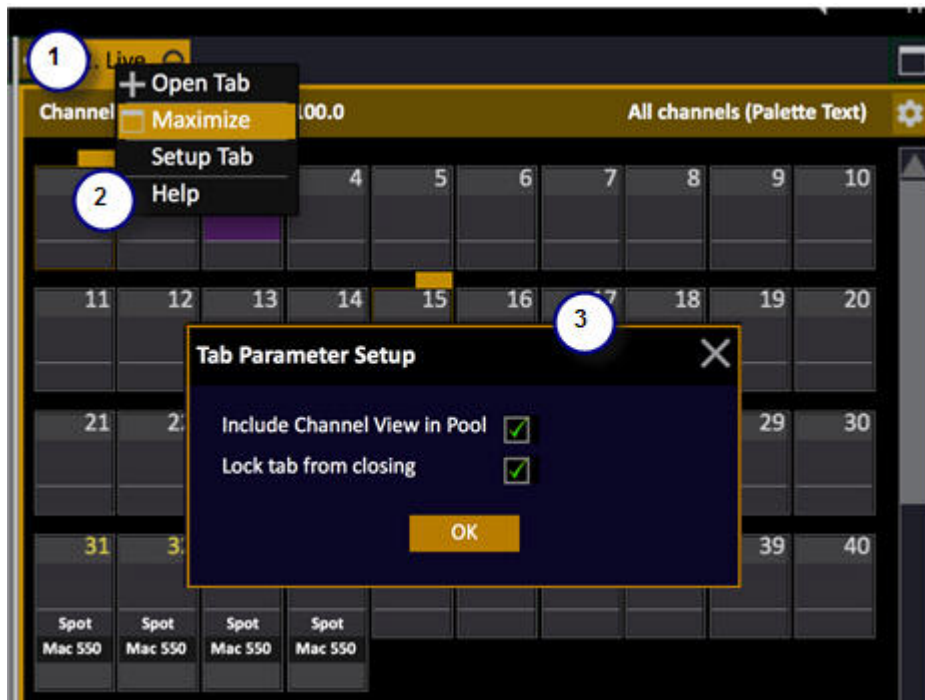 1
. Live
Open Tab
Channel
Maximize
100.0
All channels (Palette Text)
Setup Tab
2
Help
4 5 6 7 8 9 10
11 12 13 14 15 16 17 18 19 20
3
Tab Parameter Setup
21 2 29 30
Include Channel View in Pool
Lock tab from closing
OK
31 3 39 40
Spot Spot Spot Spot
Mac 550 Mac 550 Mac 550 Mac 550